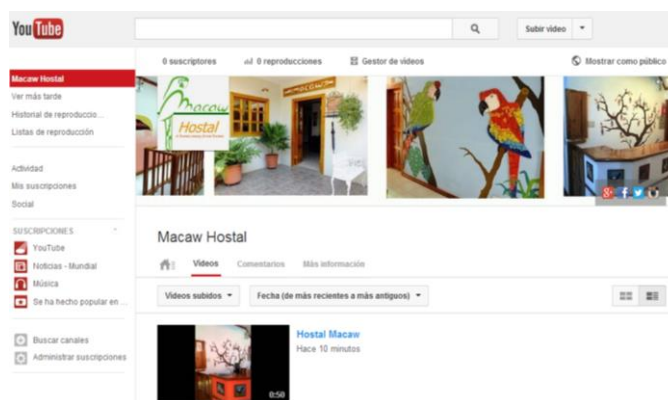 You Tube
Subir video
0 suscriptores
0 reproducciones
Gestor de videos
Mostrar como público
Macaw Hostal
Ver más tarde
Historial de reproduccio...
Listas de reproducción
Actividad
Mis suscripciones
Social
SUSCRIPCIONES
YouTube
Noticias - Mundial
Música
Se ha hecho popular en ...
Buscar canales
Administrar suscripciones
Macaw
Hostal
MACAW
Macaw Hostal
Videos
Comentarios
Más información
Videos subidos
Fecha (de más recientes a más antiguos)
Hostal Macaw
Hace 10 minutos
0:50